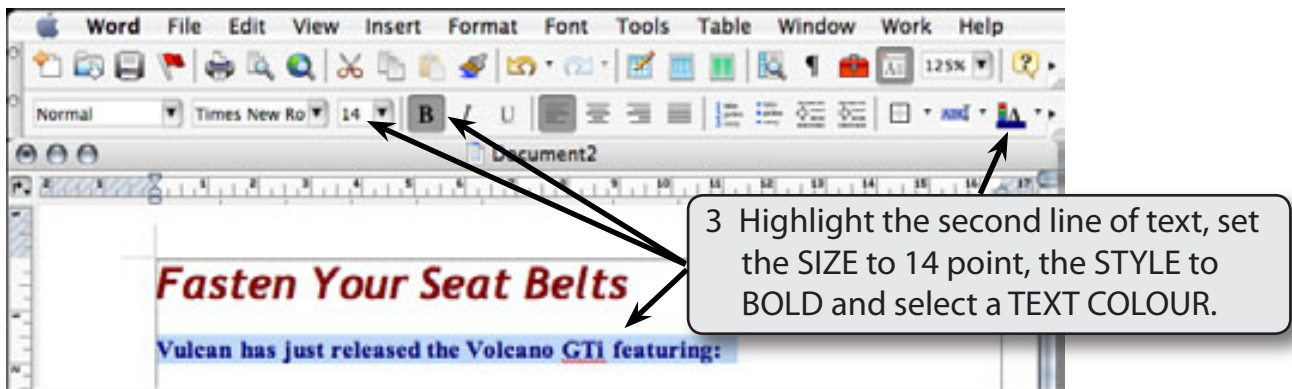 Word File Edit View Insert Format Font Tools Table Window Work Help
125%
Normal Times New Ro 14 B I U
Document2
Fasten Your Seat Belts
Vulcan has just released the Volcano GTi featuring:
3 Highlight the second line of text, set
the SIZE to 14 point, the STYLE to
BOLD and select a TEXT COLOUR.